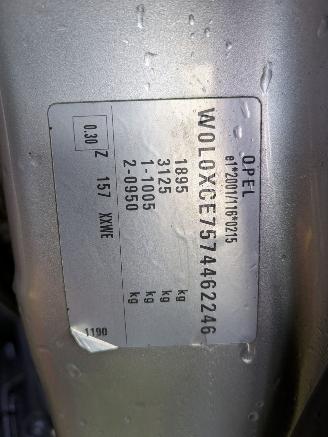 OPEL
e1*2001/116*0215
W0L0XCE7574462246
1895 kg
3125 kg
1-1005 kg
2-0950 kg
0.30 Z 157 XXWE
1190